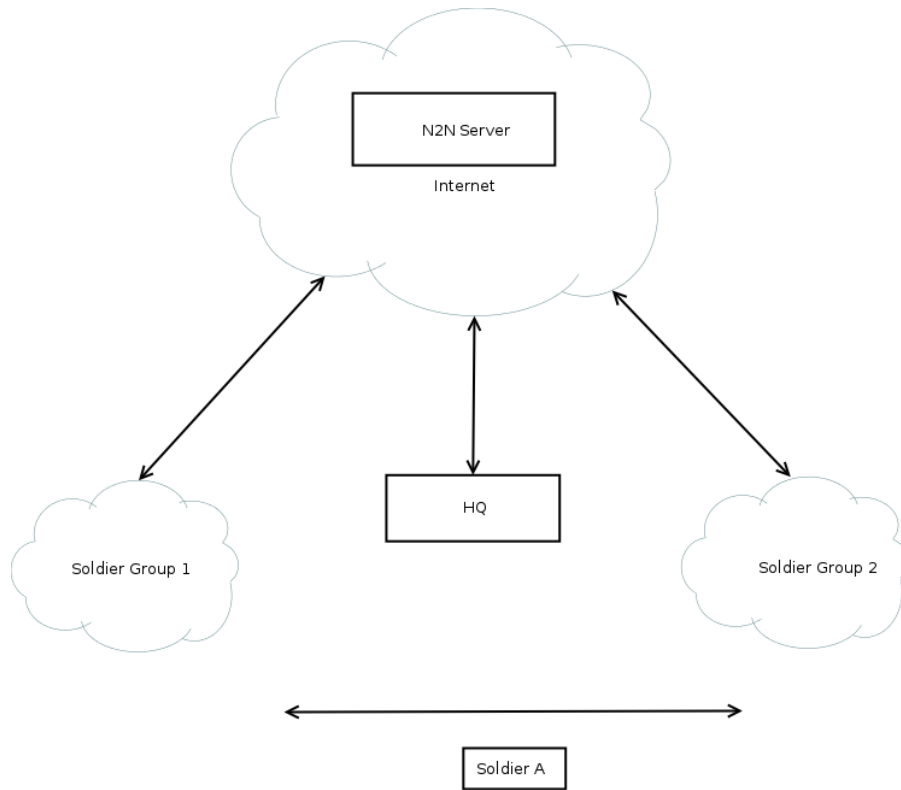 N2N Server
Internet
HQ
Soldier Group 1
Soldier Group 2
Soldier A